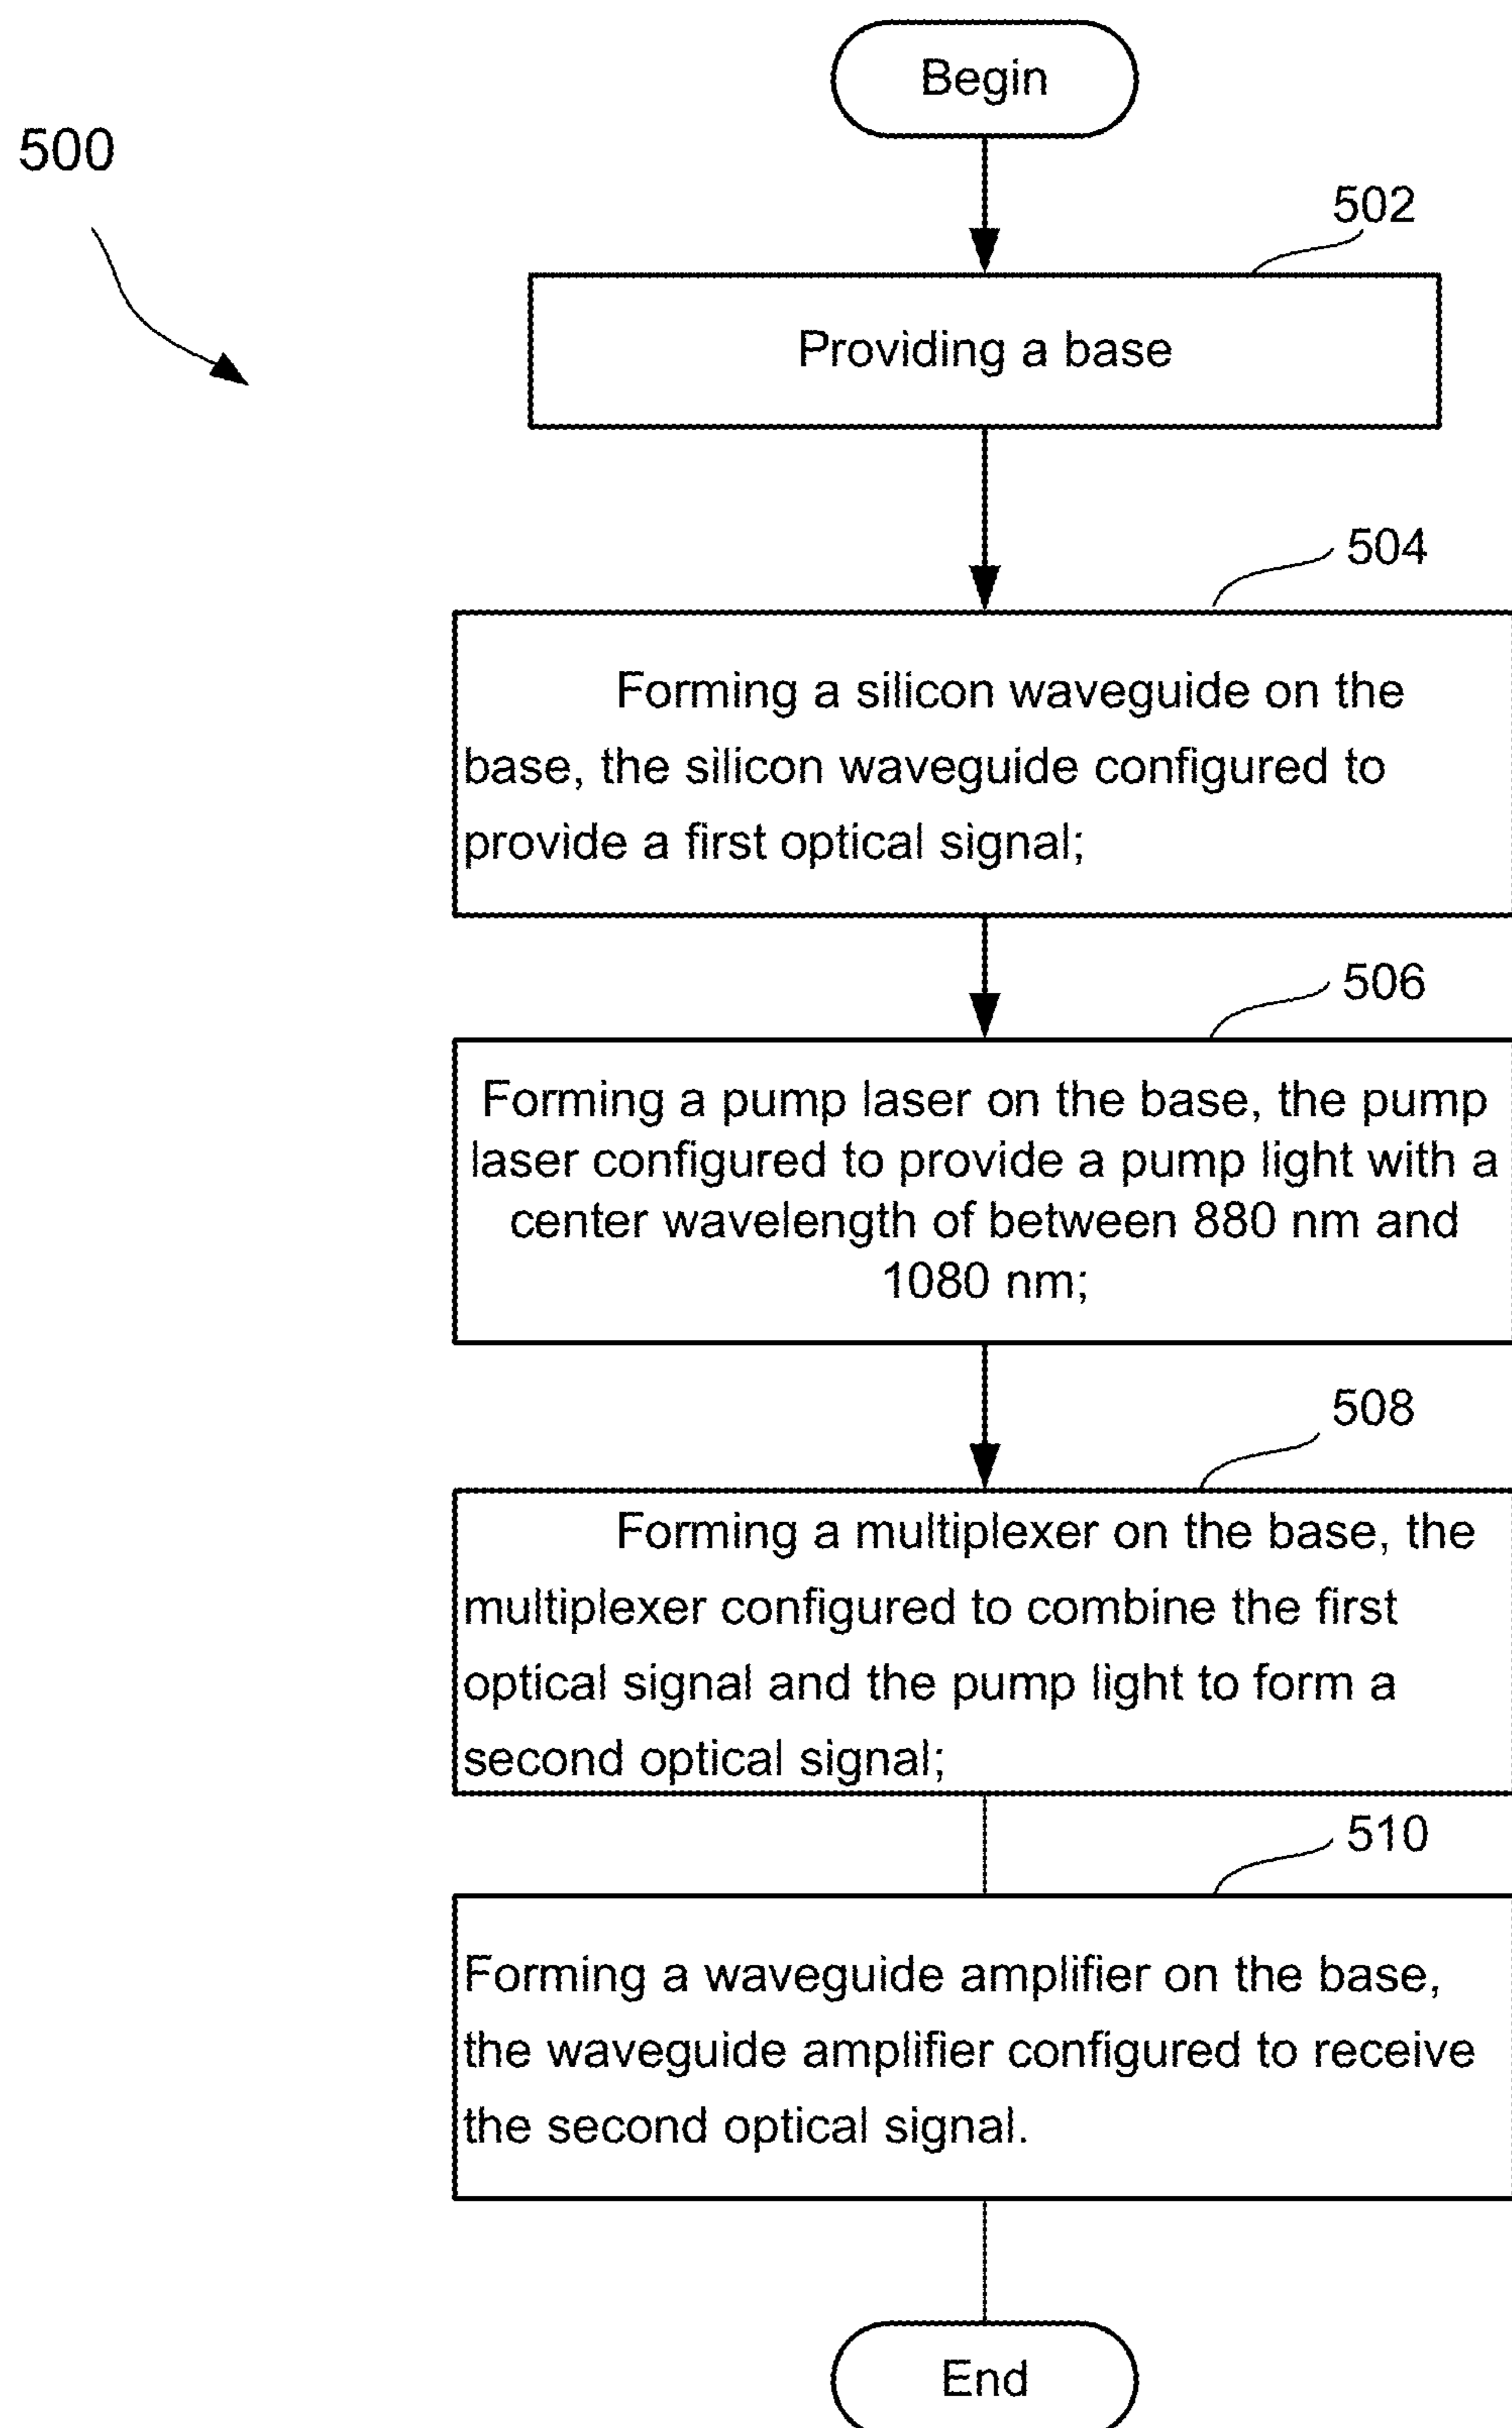 Begin
500
502
Providing a base
504
Forming a silicon waveguide on the
base, the silicon waveguide configured to
provide a first optical signal;
506
Forming a pump laser on the base, the pump
laser configured to provide a pump light with a
center wavelength of between 880 nm and
1080 nm;
508
Forming a multiplexer on the base, the
multiplexer configured to combine the first
optical signal and the pump light to form a
second optical signal;
510
Forming a waveguide amplifier on the base,
the waveguide amplifier configured to receive
the second optical signal.
End